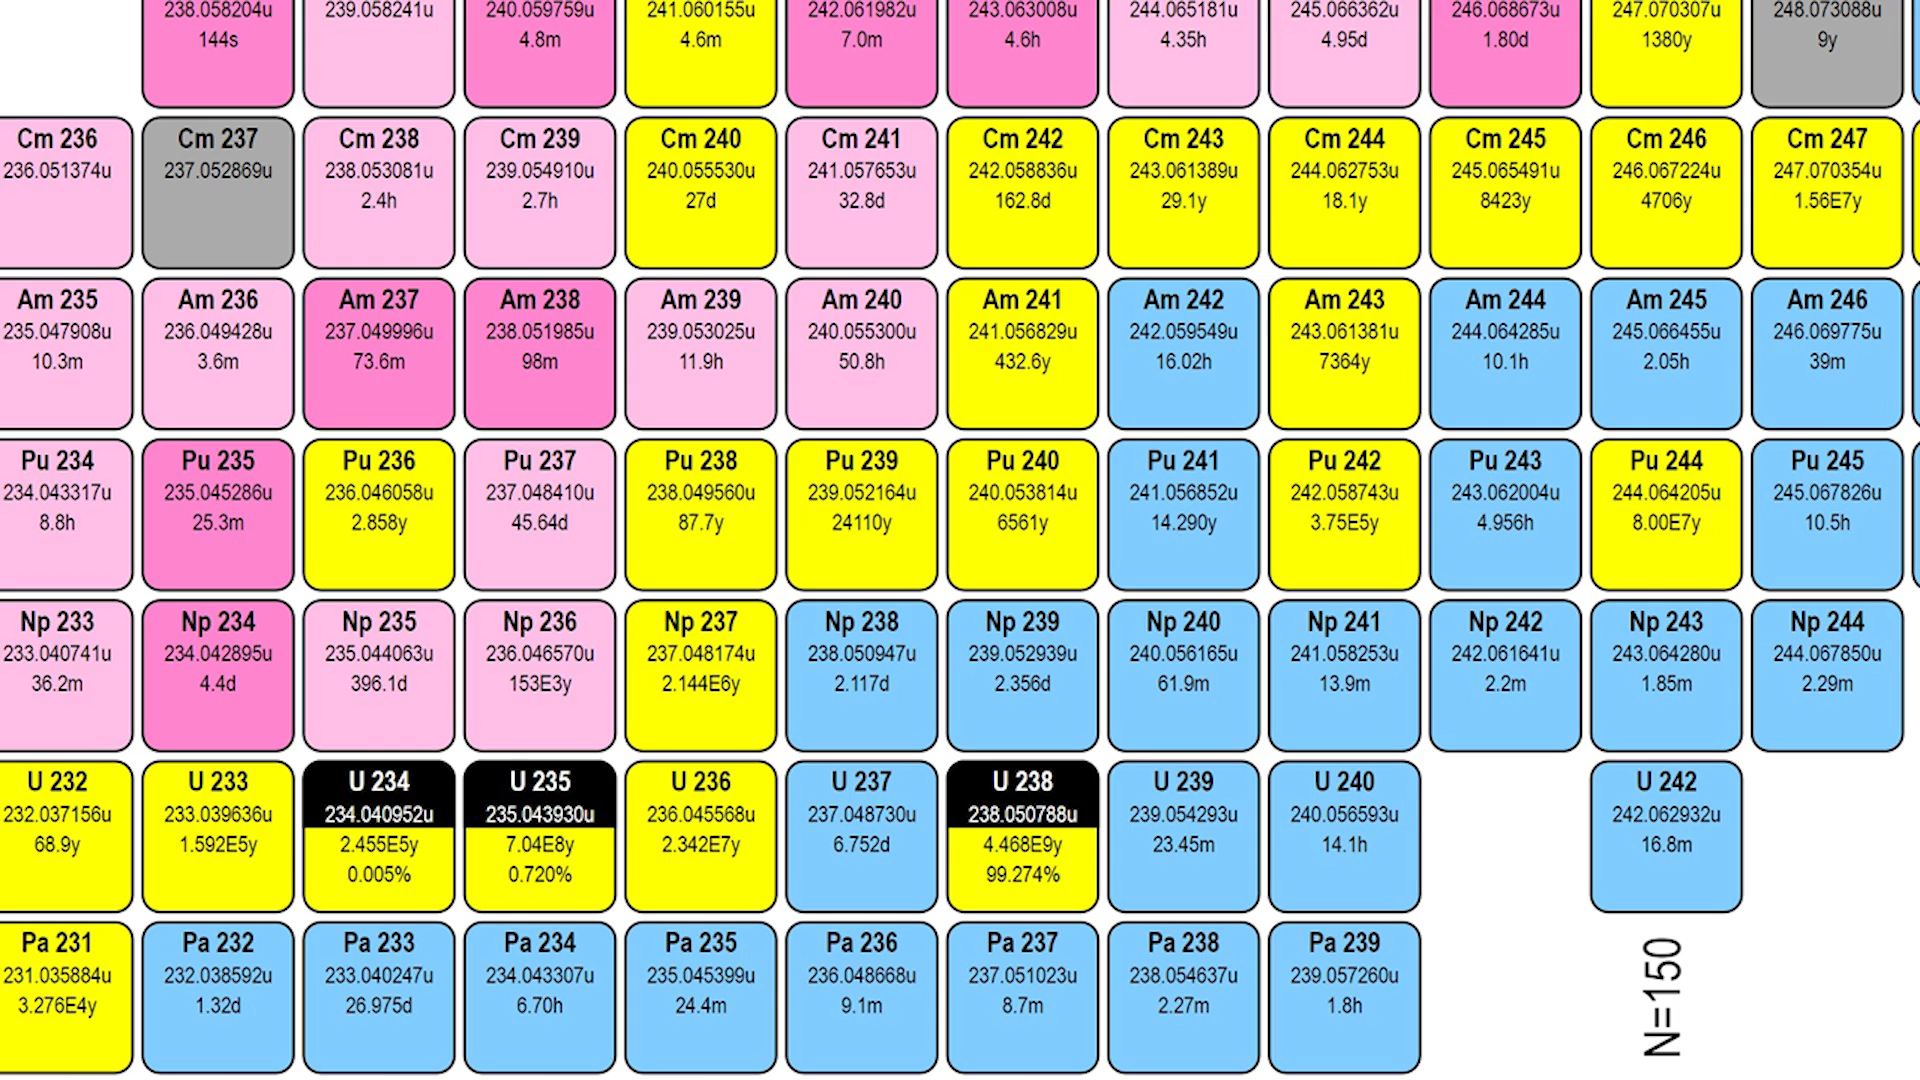 238.058204u 239.058241u 240.059759u 241.060155u 242.061982u 243.063008u 244.065181u 245.066362u 246.068673u 247.070307u 248.073088u
144s 4.8m 4.6m 7.0m 4.6h 4.35h 4.95d 1.80d 1380y 9y
Cm 236 Cm 237 Cm 238 Cm 239 Cm 240 Cm 241 Cm 242 Cm 243 Cm 244 Cm 245 Cm 246 Cm 247
236.051374u 237.052869u 238.053081u 239.054910u 240.055530u 241.057653u 242.058836u 243.061389u 244.062753u 245.065491u 246.067224u 247.070354u
2.4h 2.7h 27d 32.8d 162.8d 29.1y 18.1y 8423y 4706y 1.56E7y
Am 235 Am 236 Am 237 Am 238 Am 239 Am 240 Am 241 Am 242 Am 243 Am 244 Am 245 Am 246
235.047908u 236.049428u 237.049996u 238.051985u 239.053025u 240.055300u 241.056829u 242.059549u 243.061381u 244.064285u 245.066455u 246.069775u
10.3m 3.6m 73.6m 98m 11.9h 50.8h 432.6y 16.02h 7364y 10.1h 2.05h 39m
Pu 234 Pu 235 Pu 236 Pu 237 Pu 238 Pu 239 Pu 240 Pu 241 Pu 242 Pu 243 Pu 244 Pu 245
234.043317u 235.045286u 236.046058u 237.048410u 238.049560u 239.052164u 240.053814u 241.056852u 242.058743u 243.062004u 244.064205u 245.067826u
8.8h 25.3m 2.858y 45.64d 87.7y 24110y 6561y 14.290y 3.75E5y 4.956h 8.00E7y 10.5h
Np 233 Np 234 Np 235 Np 236 Np 237 Np 238 Np 239 Np 240 Np 241 Np 242 Np 243 Np 244
233.040741u 234.042895u 235.044063u 236.046570u 237.048174u 238.050947u 239.052939u 240.056165u 241.058253u 242.061641u 243.064280u 244.067850u
36.2m 4.4d 396.1d 153E3y 2.144E6y 2.117d 2.356d 61.9m 13.9m 2.2m 1.85m 2.29m
U 232 U 233 U 234 U 235 U 236 U 237 U 238 U 239 U 240 U 242
232.037156u 233.039636u 234.040952u 235.043930u 236.045568u 237.048730u 238.050788u 239.054293u 240.056593u 242.062932u
68.9y 1.592E5y 2.455E5y 7.04E8y 2.342E7y 6.752d 4.468E9y 23.45m 14.1h 16.8m
0.005% 0.720% 99.274%
Pa 231 Pa 232 Pa 233 Pa 234 Pa 235 Pa 236 Pa 237 Pa 238 Pa 239
231.035884u 232.038592u 233.040247u 234.043307u 235.045399u 236.048668u 237.051023u 238.054637u 239.057260u
3.276E4y 1.32d 26.975d 6.70h 24.4m 9.1m 8.7m 2.27m 1.8h
N=150